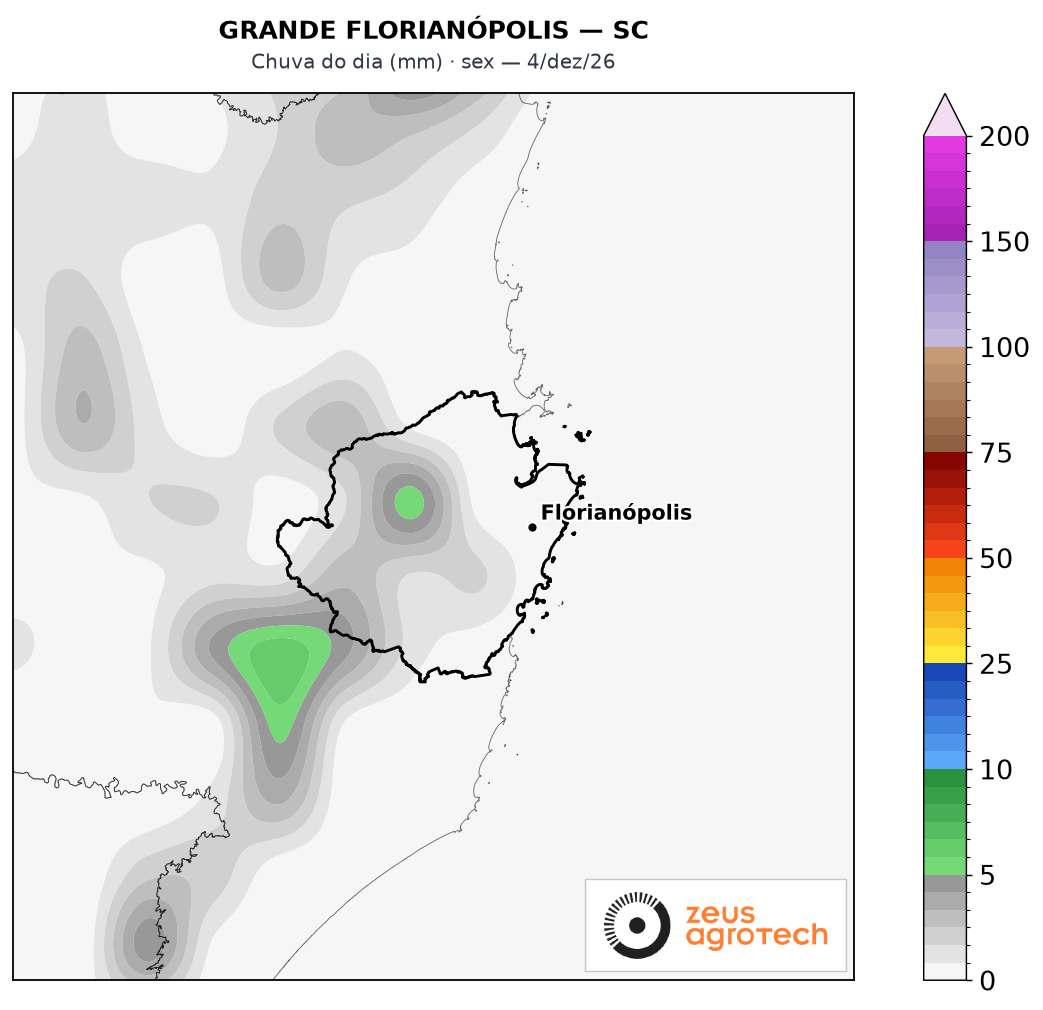 GRANDE FLORIANÓPOLIS — SC
Chuva do dia (mm) · sex — 4/dez/26
200
150
100
75
50
25
10
5
0
Florianópolis
zeus
agrotech